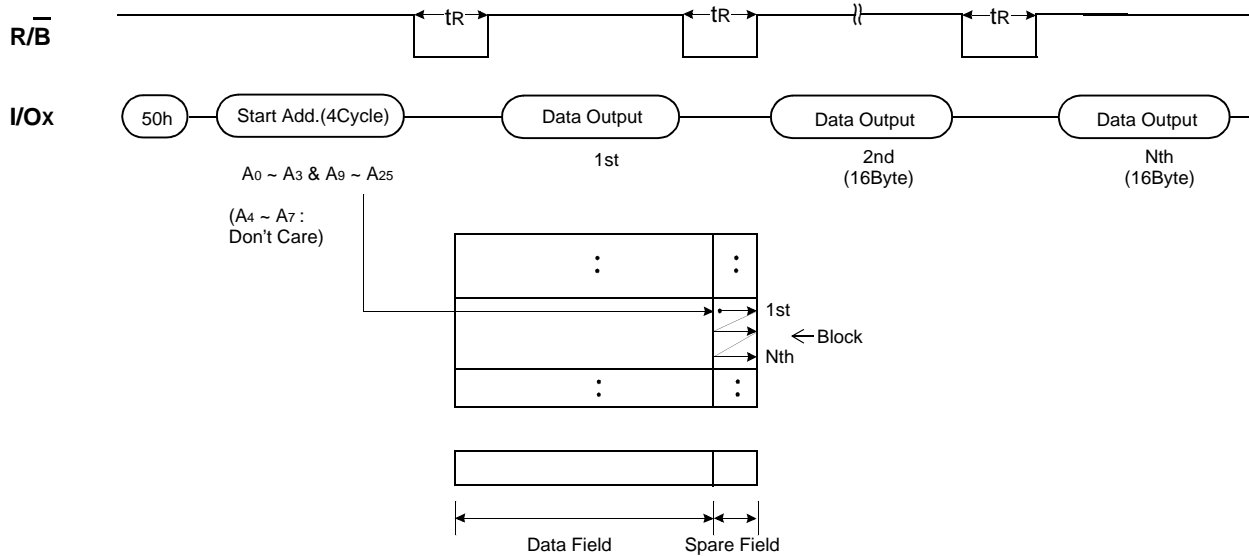 R/B tR tR tR
I/Ox 50h Start Add.(4Cycle) Data Output Data Output Data Output
1st 2nd Nth
(16Byte) (16Byte)
A0 ~ A3 & A9 ~ A25
(A4 ~ A7 :
Don't Care)
1st
Block
Nth
Data Field Spare Field